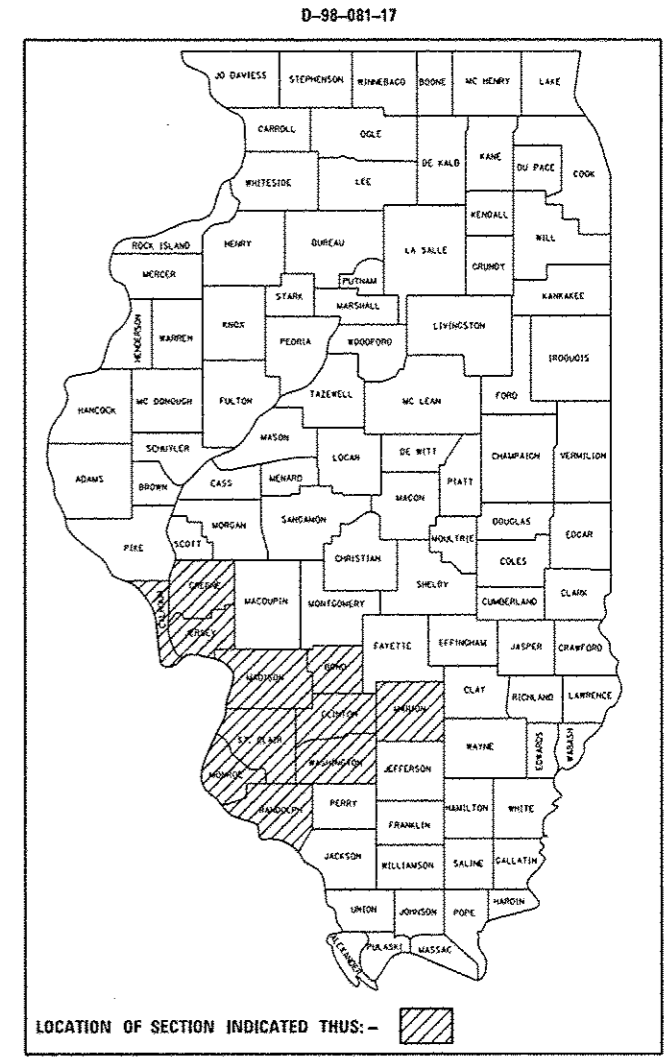 D-98-081-17
JO DAVIESS
STEPHENSON
WINNEBAGO
BOONE
MC HENRY
LAKE
CARROLL
OGLE
DE KALB
KANE
DU PAGE
COOK
WHITESIDE
LEE
KENDALL
WILL
ROCK ISLAND
HENRY
BUREAU
LA SALLE
GRUNDY
MERCER
PUTNAM
KANKAKEE
STARK
MARSHALL
HENDERSON
WARREN
KNOX
PEORIA
WOODFORD
LIVINGSTON
IROQUOIS
HANCOCK
MC DONOUGH
FULTON
TAZEWELL
MC LEAN
FORD
MASON
SCHUYLER
LOGAN
DE WITT
CHAMPAIGN
VERMILION
ADAMS
BROWN
CASS
MENARD
PIATT
MACON
MORGAN
SANGAMON
DOUGLAS
PIKE
SCOTT
MOULTRIE
EDGAR
CHRISTIAN
COLES
CALHOUN
GREENE
MACOUPIN
MONTGOMERY
SHELBY
CUMBERLAND
CLARK
JERSEY
FAYETTE
EFFINGHAM
JASPER
CRAWFORD
MADISON
BOND
CLAY
RICHLAND
LAWRENCE
CLINTON
MARION
ST. CLAIR
WAYNE
EDWARDS
WABASH
WASHINGTON
JEFFERSON
MONROE
RANDOLPH
PERRY
HAMILTON
WHITE
FRANKLIN
JACKSON
WILLIAMSON
SALINE
GALLATIN
UNION
JOHNSON
POPE
HARDIN
ALEXANDER
PULASKI
MASSAC
LOCATION OF SECTION INDICATED THUS: -